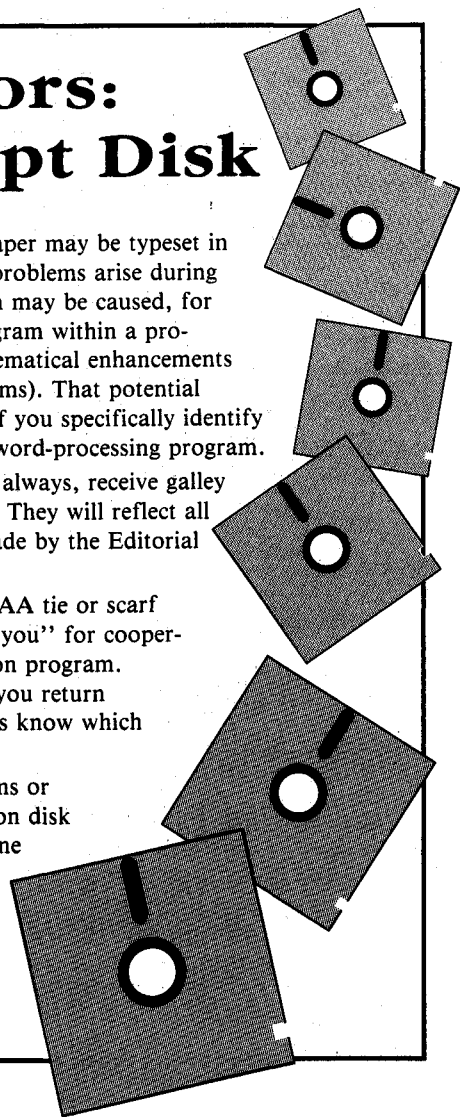 ors:
pt Disk
aper may be typeset in
problems arise during
n may be caused, for
gram within a pro-
ematical enhancements
ms). That potential
f you specifically identify
word-processing program.
always, receive galley
They will reflect all
ade by the Editorial
AA tie or scarf
you” for cooper-
on program.
you return
s know which
ns or
on disk
ne